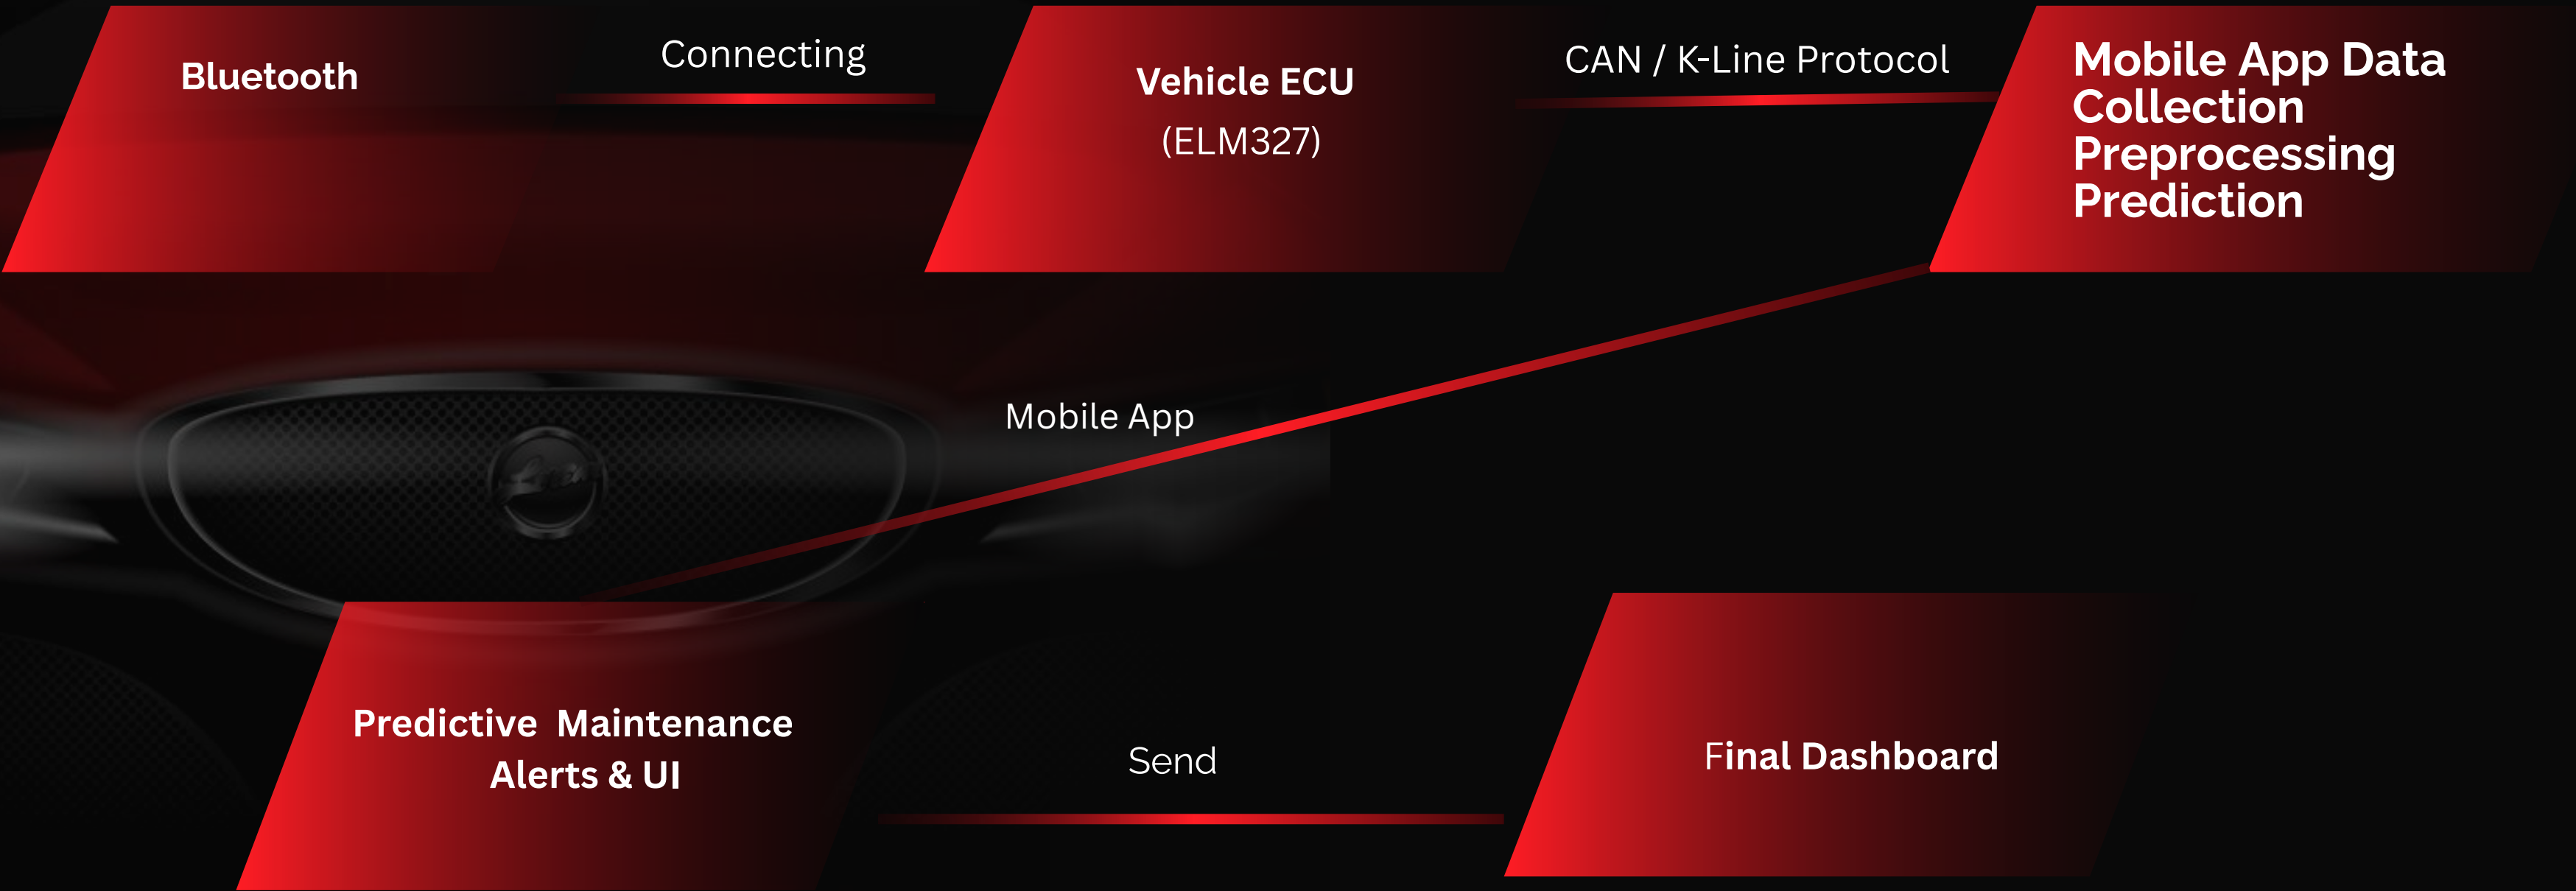 Bluetooth
Connecting
Vehicle ECU
(ELM327)
CAN / K-Line Protocol
Mobile App Data
Collection
Preprocessing
Prediction
Mobile App
Predictive  Maintenance
Alerts & UI
Send
Final Dashboard